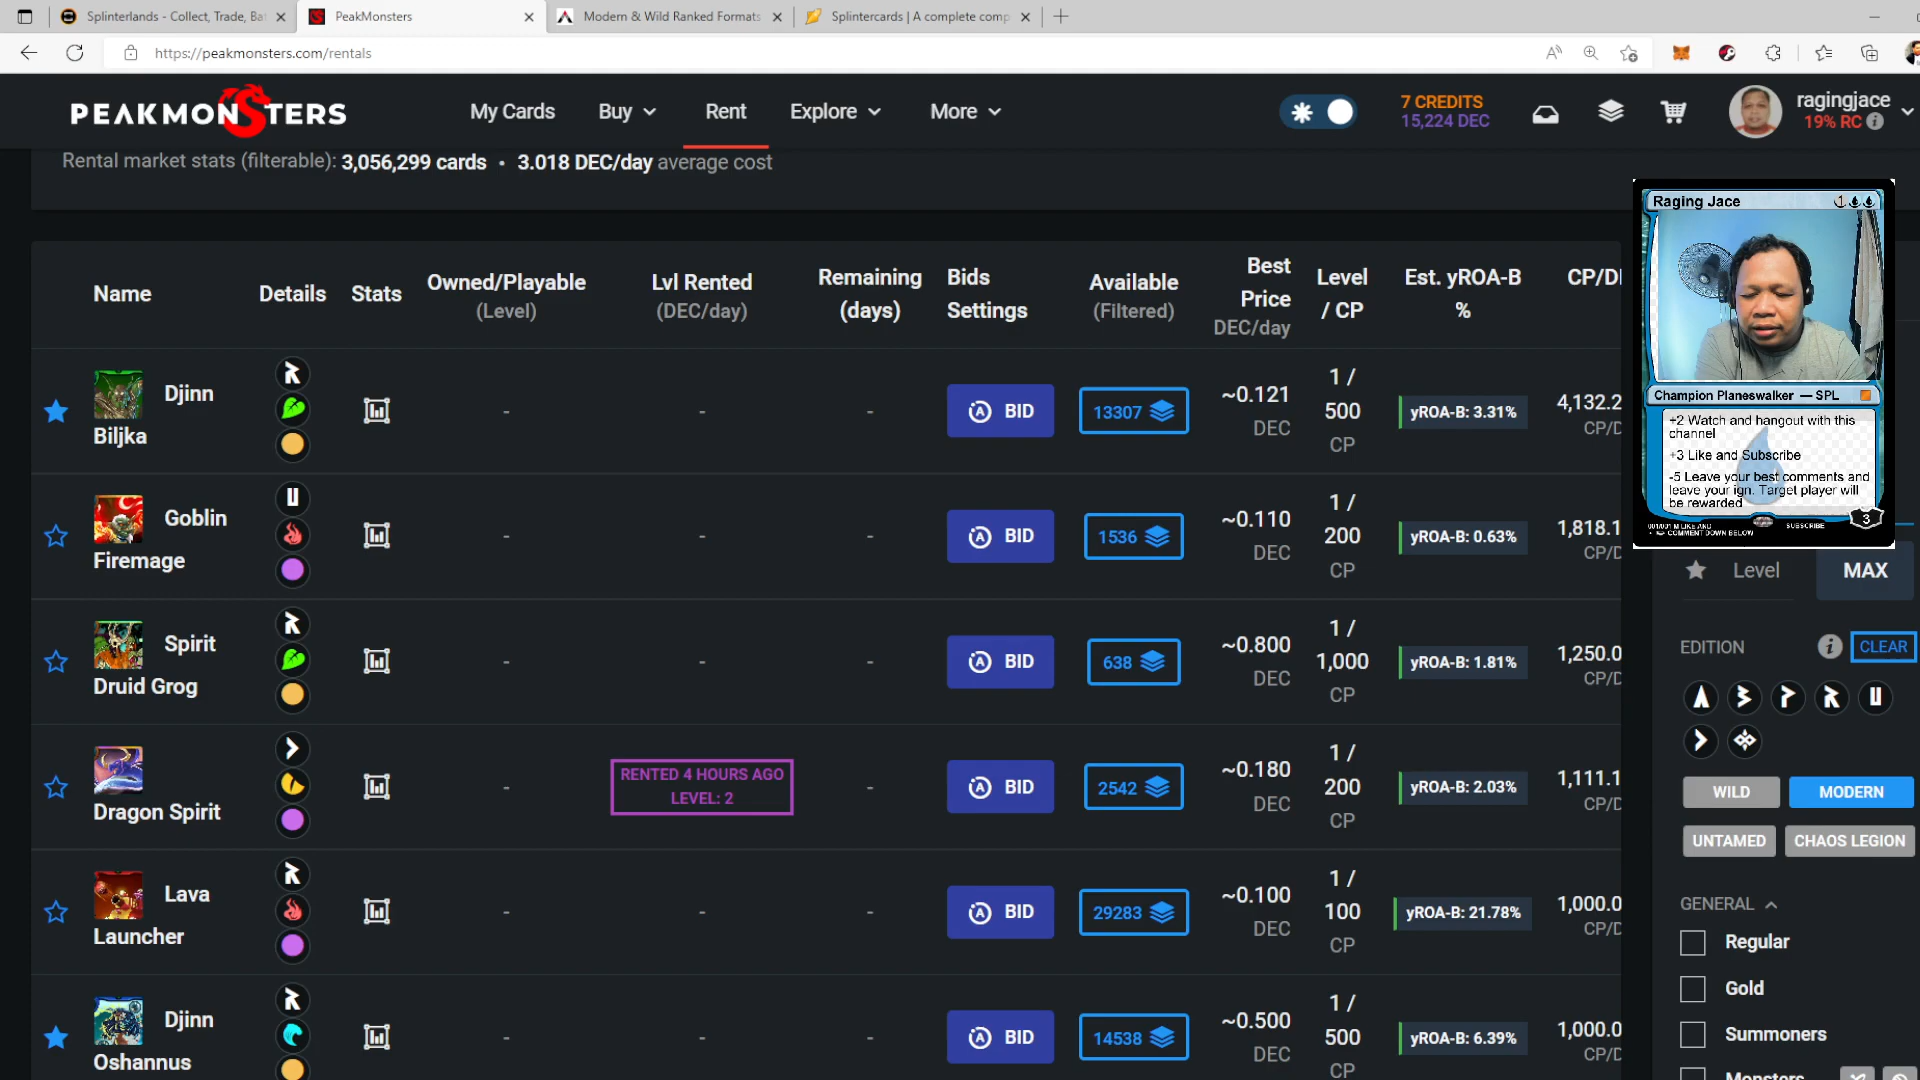 Splinterlands - Collect, Trade, Ba
PeakMonsters
Modern & Wild Ranked Formats
Splintercards | A complete comp
https://peakmonsters.com/rentals
PEAKMONSTERS
My Cards
Buy
Rent
Explore
More
7 CREDITS
15,224 DEC
ragingjace
19% RC
Rental market stats (filterable): 3,056,299 cards • 3.018 DEC/day average cost
Name
Details
Stats
Owned/Playable
(Level)
Lvl Rented
(DEC/day)
Remaining
(days)
Bids
Settings
Available
(Filtered)
Best
Price
DEC/day
Level
/ CP
Est. yROA-B
%
CP/D
Djinn
Biljka
-
-
-
BID
13307
~0.121
DEC
1 /
500
CP
yROA-B: 3.31%
4,132.2
CP/D
Goblin
Firemage
-
-
-
BID
1536
~0.110
DEC
1 /
200
CP
yROA-B: 0.63%
1,818.1
CP/D
Spirit
Druid Grog
-
-
-
BID
638
~0.800
DEC
1 /
1,000
CP
yROA-B: 1.81%
1,250.0
CP/D
Dragon Spirit
-
RENTED 4 HOURS AGO
LEVEL: 2
-
BID
2542
~0.180
DEC
1 /
200
CP
yROA-B: 2.03%
1,111.1
CP/D
Lava
Launcher
-
-
-
BID
29283
~0.100
DEC
1 /
100
CP
yROA-B: 21.78%
1,000.0
CP/D
Djinn
Oshannus
-
-
-
BID
14538
~0.500
DEC
1 /
500
CP
yROA-B: 6.39%
1,000.0
CP/D
Raging Jace
1
Champion Planeswalker — SPL
+2 Watch and hangout with this
channel
+3 Like and Subscribe
-5 Leave your best comments and
leave your ign. Target player will
be rewarded
3
001/001 M LIKE AND
SUBSCRIBE
COMMENT DOWN BELOW
Level
MAX
EDITION
CLEAR
WILD
MODERN
UNTAMED
CHAOS LEGION
GENERAL
Regular
Gold
Summoners
Monsters